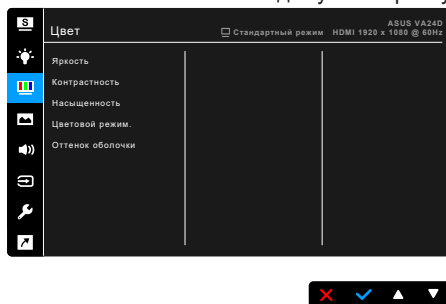 S
Цвет
ASUS VA24D
Стандартный режим HDMI 1920 x 1080 @ 60Hz
Яркость
Контрастность
Насыщенность
Цветовой режим.
Оттенок оболочки